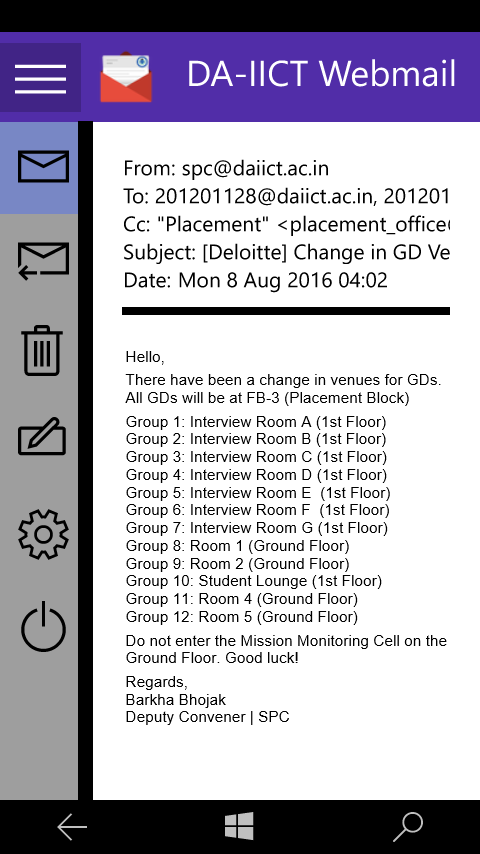 DA-IICT Webmail
From: spc@daiict.ac.in
To: 201201128@daiict.ac.in, 201201
Cc: "Placement" <placement_office
Subject: [Deloitte] Change in GD Ve
Date: Mon 8 Aug 2016 04:02
Hello,
There have been a change in venues for GDs.
All GDs will be at FB-3 (Placement Block)
Group 1: Interview Room A (1st Floor)
Group 2: Interview Room B (1st Floor)
Group 3: Interview Room C (1st Floor)
Group 4: Interview Room D (1st Floor)
Group 5: Interview Room E  (1st Floor)
Group 6: Interview Room F  (1st Floor)
Group 7: Interview Room G (1st Floor)
Group 8: Room 1 (Ground Floor)
Group 9: Room 2 (Ground Floor)
Group 10: Student Lounge (1st Floor)
Group 11: Room 4 (Ground Floor)
Group 12: Room 5 (Ground Floor)
Do not enter the Mission Monitoring Cell on the
Ground Floor. Good luck!
Regards,
Barkha Bhojak
Deputy Convener | SPC